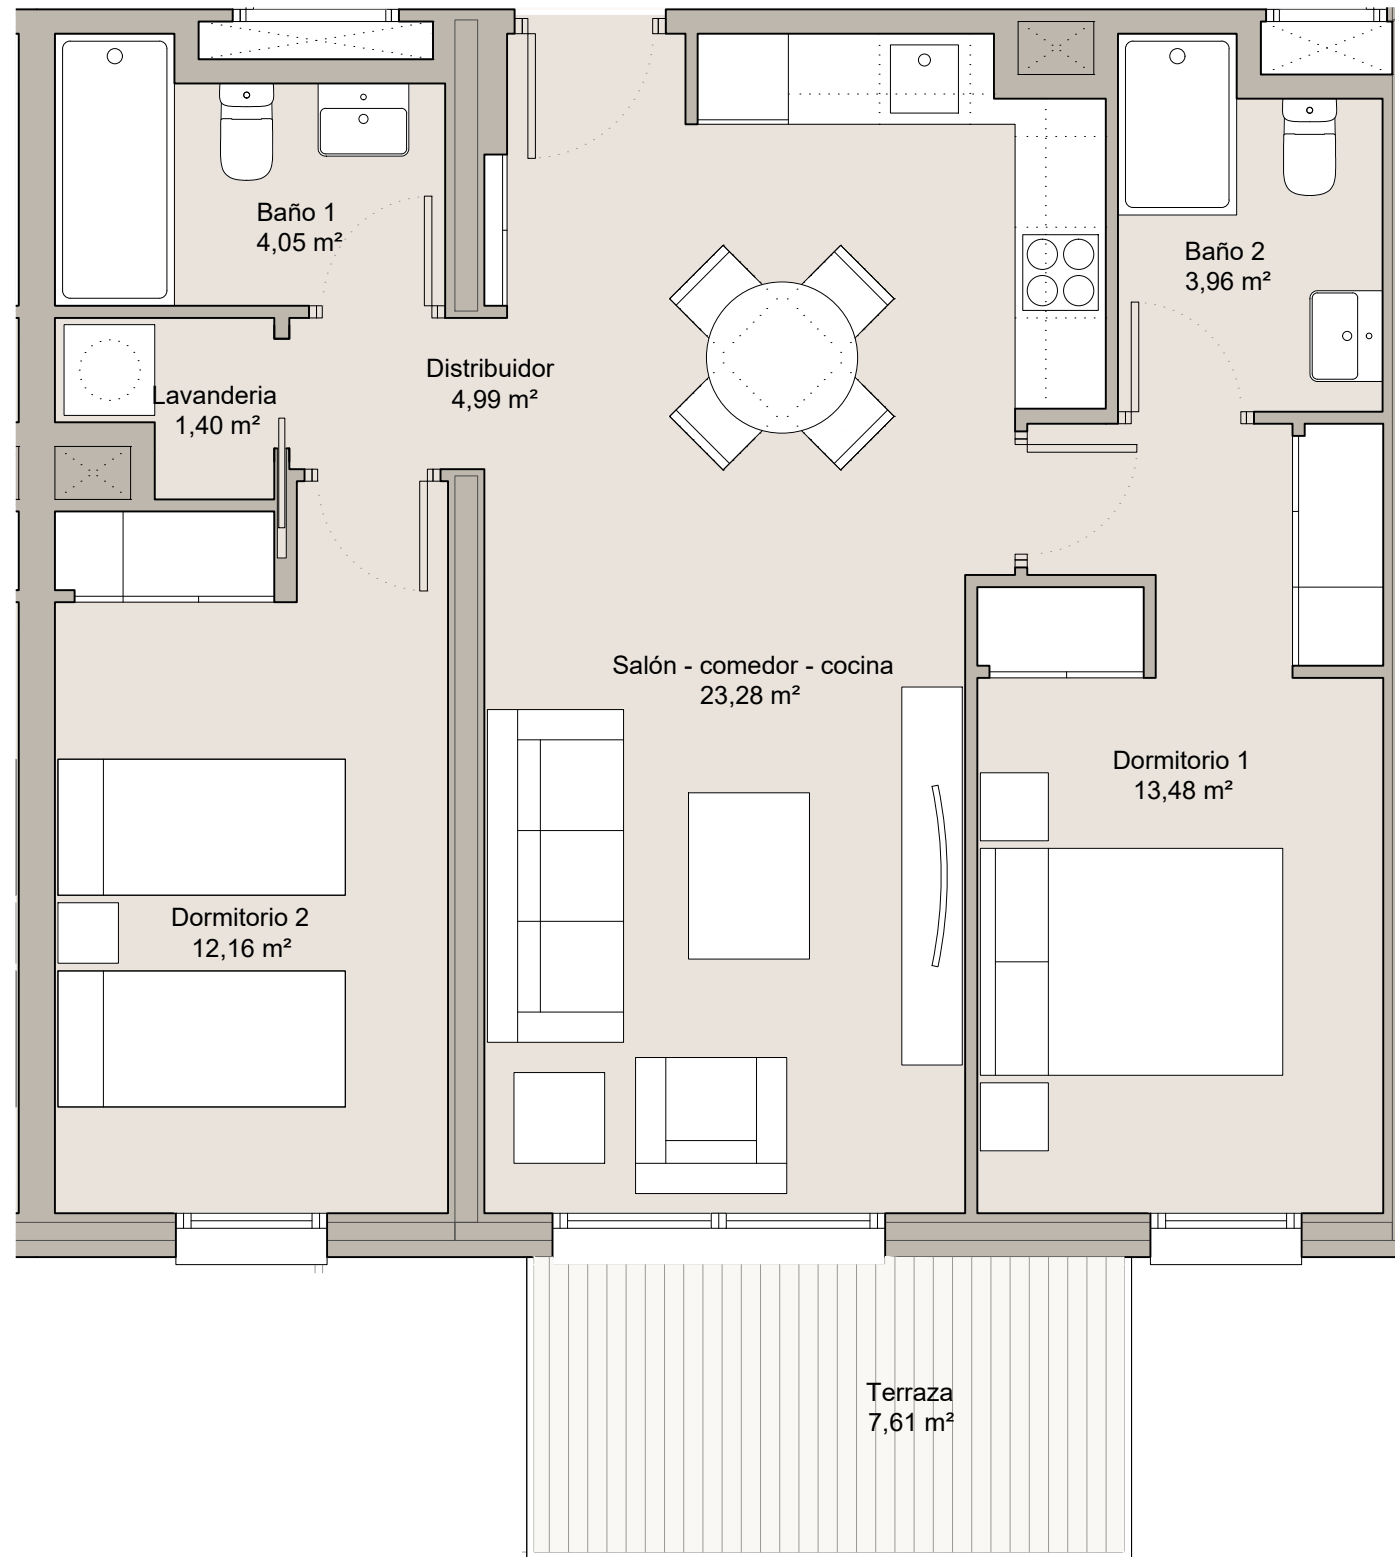 Baño 1
4,05 m²
Baño 2
3,96 m²
Distribuidor
4,99 m²
Lavanderia
1,40 m²
Salón - comedor - cocina
23,28 m²
Dormitorio 1
13,48 m²
Dormitorio 2
12,16 m²
Terraza
7,61 m²